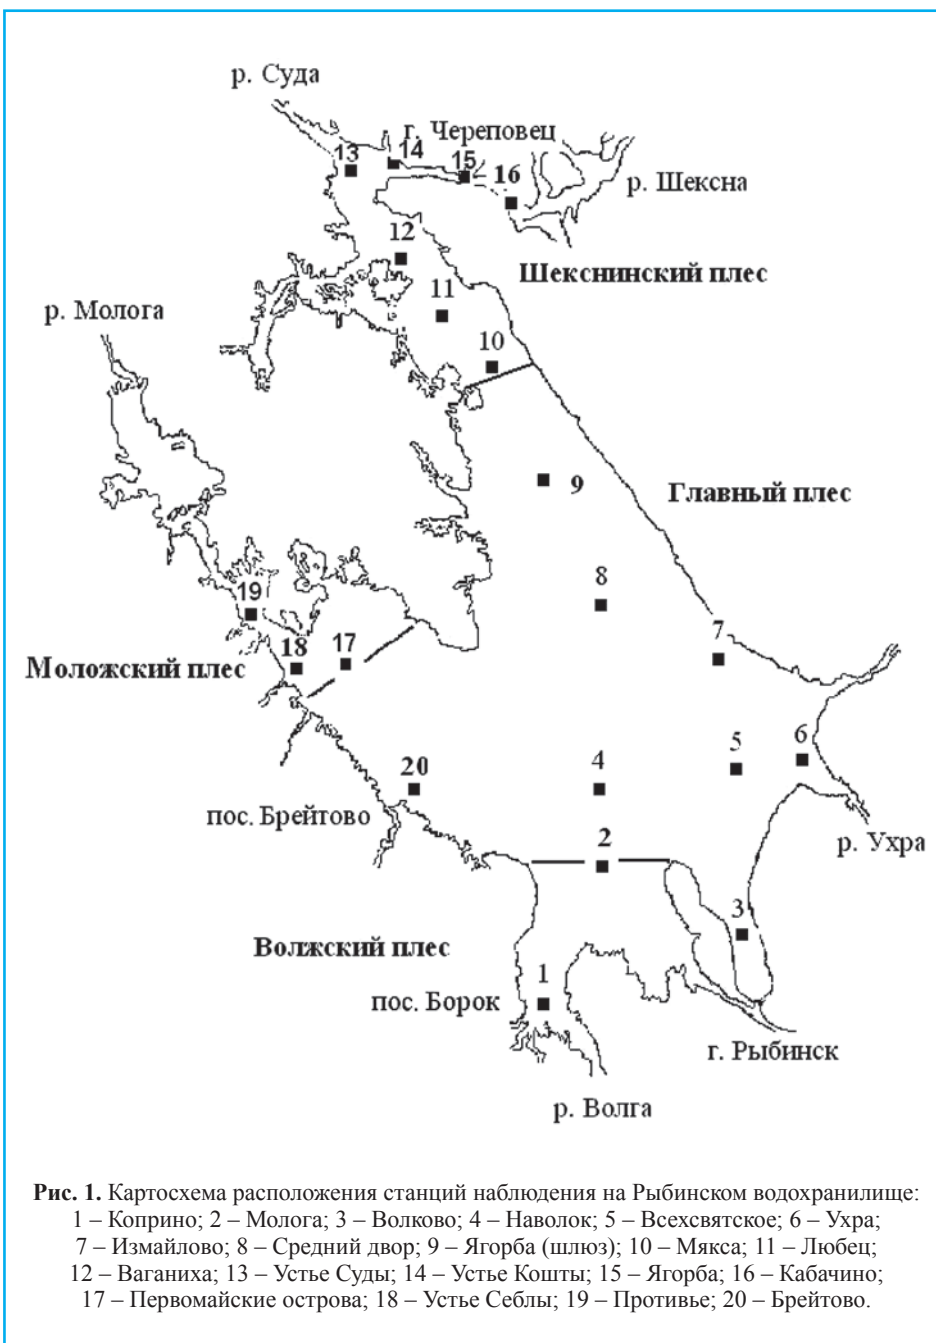 р. Суда
г. Череповец
13
14
15
16
р. Шексна
12
Шекснинский плес
11
р. Молога
10
9
Главный плес
8
19
7
18
17
Моложский плес
5
6
20
4
пос. Брейтово
2
р. Ухра
3
Волжский плес
1
пос. Борок
г. Рыбинск
р. Волга
Рис. 1. Картосхема расположения станций наблюдения на Рыбинском водохранилище:
1 – Коприно; 2 – Молога; 3 – Волково; 4 – Наволок; 5 – Всехсвятское; 6 – Ухра;
7 – Измайлово; 8 – Средний двор; 9 – Ягорба (шлюз); 10 – Мякса; 11 – Любец;
12 – Ваганиха; 13 – Устье Суды; 14 – Устье Кошты; 15 – Ягорба; 16 – Кабачино;
17 – Первомайские острова; 18 – Устье Себлы; 19 – Противье; 20 – Брейтово.